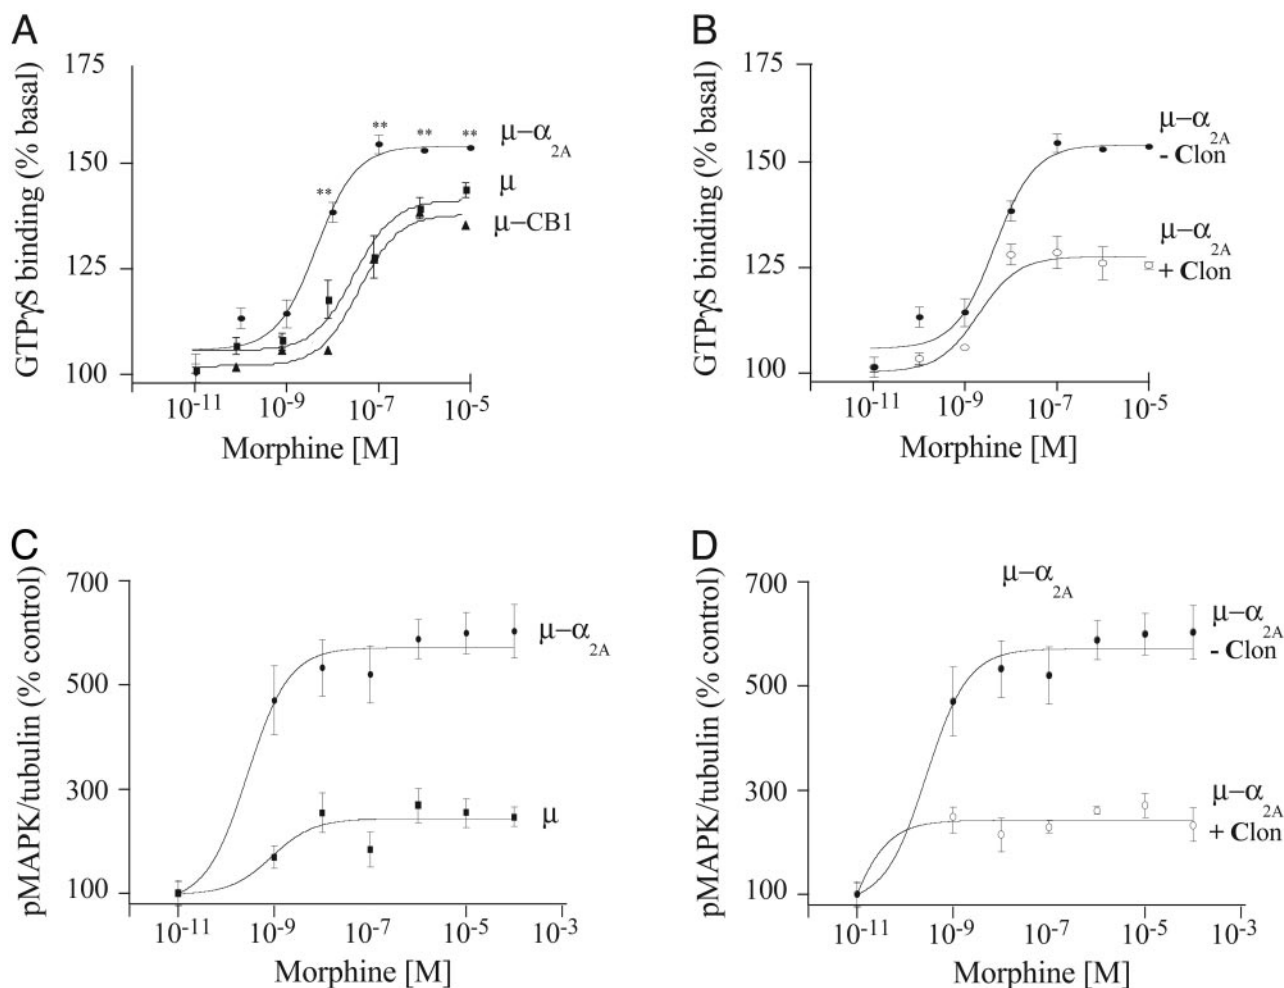 A
GTPγS binding (% basal)
175
150
125
100
**
**
**
**
μ–α2A
μ
μ–CB1
10-11
10-9
10-7
10-5
Morphine [M]
B
GTPγS binding (% basal)
175
150
125
100
μ–α2A
- Clon
μ–α2A
+ Clon
10-11
10-9
10-7
10-5
Morphine [M]
C
pMAPK/tubulin (% control)
700
500
300
100
μ–α2A
μ
10-11
10-9
10-7
10-5
10-3
Morphine [M]
D
pMAPK/tubulin (% control)
μ–α2A
700
500
300
100
μ–α2A
- Clon
μ–α2A
+ Clon
10-11
10-9
10-7
10-5
10-3
Morphine [M]